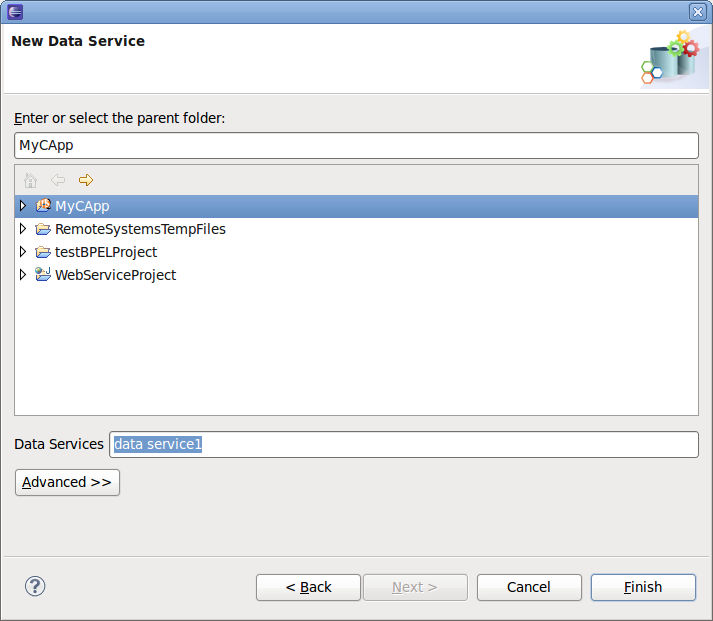 New Data Service
Enter or select the parent folder:
MyCApp
MyCApp
RemoteSystemsTempFiles
testBPELProject
WebServiceProject
Data Services data service1
Advanced >>
? < Back Next > Cancel Finish